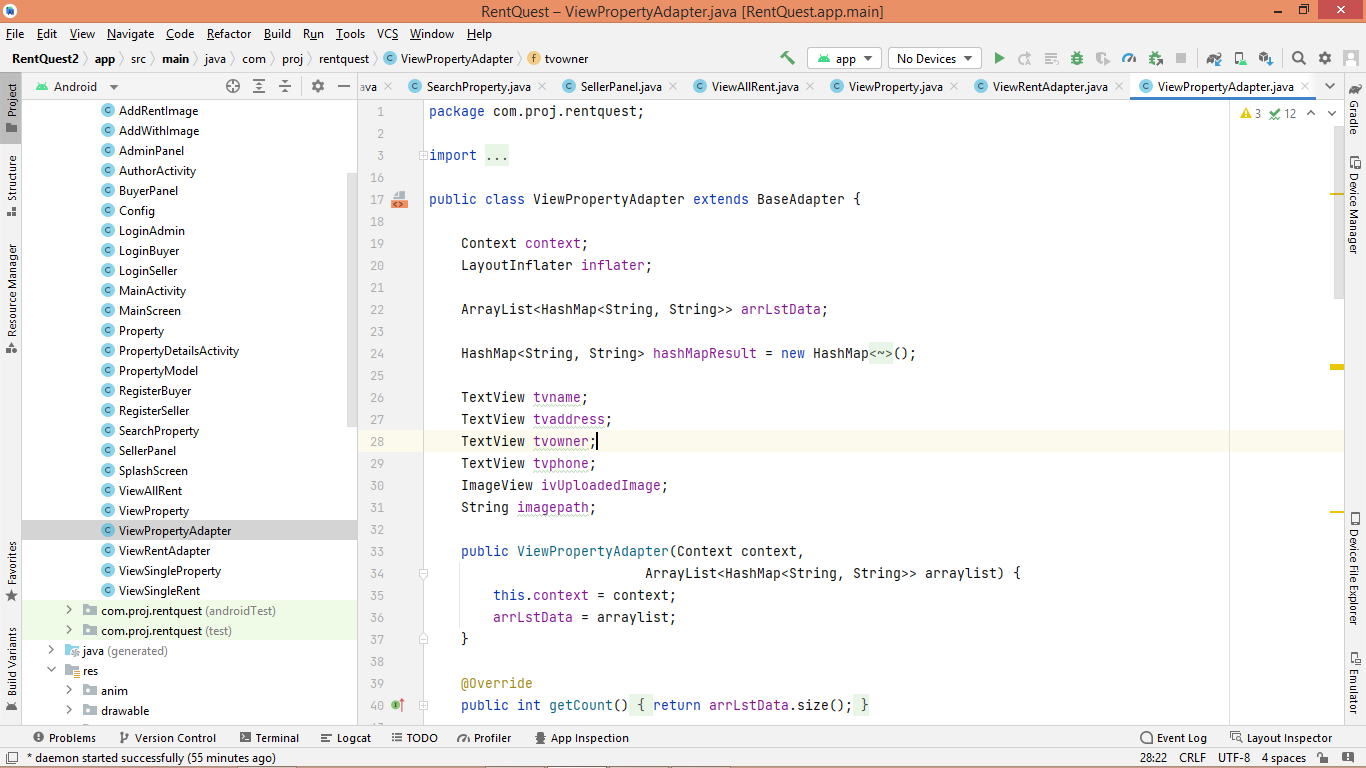 RentQuest – ViewPropertyAdapter.java [RentQuest.app.main]
File Edit View Navigate Code Refactor Build Run Tools VCS Window Help
RentQuest2 app src main java com proj rentquest ViewPropertyAdapter tvowner app No Devices
Android
ava SearchProperty.java SellerPanel.java ViewAllRent.java ViewProperty.java ViewRentAdapter.java ViewPropertyAdapter.java
Project
Structure
Resource Manager
Favorites
Build Variants
AddRentImage
AddWithImage
AdminPanel
AuthorActivity
BuyerPanel
Config
LoginAdmin
LoginBuyer
LoginSeller
MainActivity
MainScreen
Property
PropertyDetailsActivity
PropertyModel
RegisterBuyer
RegisterSeller
SearchProperty
SellerPanel
SplashScreen
ViewAllRent
ViewProperty
ViewPropertyAdapter
ViewRentAdapter
ViewSingleProperty
ViewSingleRent
com.proj.rentquest (androidTest)
com.proj.rentquest (test)
java (generated)
res
anim
drawable
1 package com.proj.rentquest;
2
3 import ...
16
17 public class ViewPropertyAdapter extends BaseAdapter {
18
19 Context context;
20 LayoutInflater inflater;
21
22 ArrayList<HashMap<String, String>> arrLstData;
23
24 HashMap<String, String> hashMapResult = new HashMap<~>();
25
26 TextView tvname;
27 TextView tvaddress;
28 TextView tvowner;
29 TextView tvphone;
30 ImageView ivUploadedImage;
31 String imagepath;
32
33 public ViewPropertyAdapter(Context context,
34 ArrayList<HashMap<String, String>> arraylist) {
35 this.context = context;
36 arrLstData = arraylist;
37 }
38
39 @Override
40 public int getCount() { return arrLstData.size(); }
3 12
Gradle
Device Manager
Device File Explorer
Emulator
Problems Version Control Terminal Logcat TODO Profiler App Inspection Event Log Layout Inspector
* daemon started successfully (55 minutes ago) 28:22 CRLF UTF-8 4 spaces